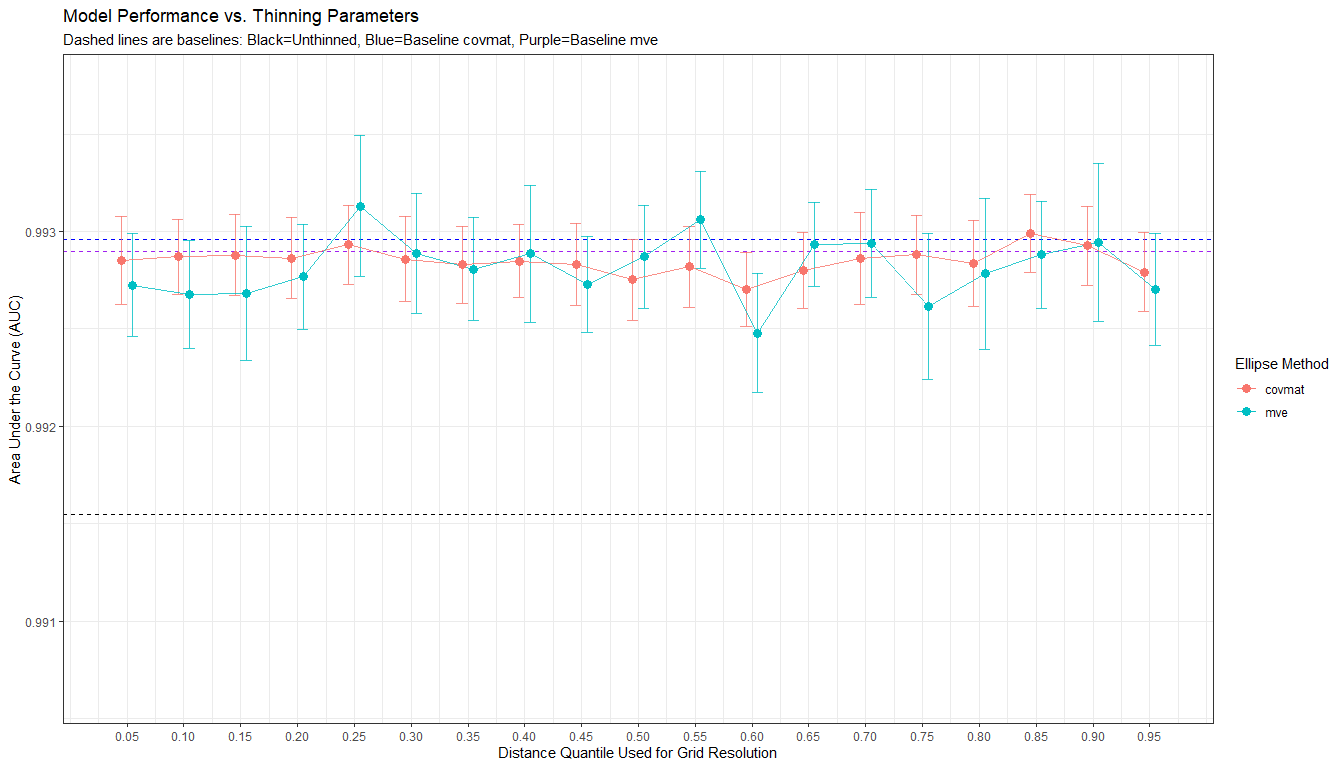 Model Performance vs. Thinning Parameters
Dashed lines are baselines: Black=Unthinned, Blue=Baseline covmat, Purple=Baseline mve
Area Under the Curve (AUC)
0.993
0.992
0.991
0.05 0.10 0.15 0.20 0.25 0.30 0.35 0.40 0.45 0.50 0.55 0.60 0.65 0.70 0.75 0.80 0.85 0.90 0.95
Distance Quantile Used for Grid Resolution
Ellipse Method
covmat
mve